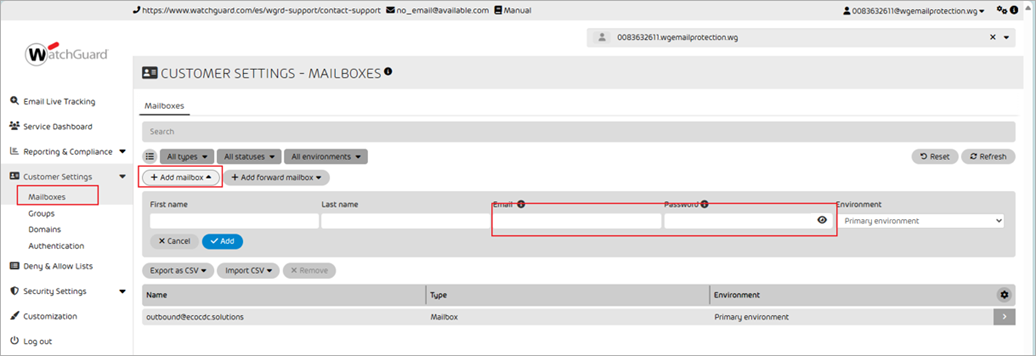 https://www.watchguard.com/es/wgrd-support/contact-support no_email@available.com Manual 0083632611@wgemailprotection.wg
0083632611.wgemailprotection.wg
WatchGuard
CUSTOMER SETTINGS - MAILBOXES
Email Live Tracking
Service Dashboard
Reporting & Compliance
Customer Settings
Mailboxes
Groups
Domains
Authentication
Deny & Allow Lists
Security Settings
Customization
Log out
Mailboxes
Search
All types All statuses All environments Reset Refresh
+ Add mailbox + Add forward mailbox
First name Last name Email Password Environment
Primary environment
Cancel Add
Export as CSV Import CSV Remove
Name Type Environment
outbound@ecocdc.solutions Mailbox Primary environment